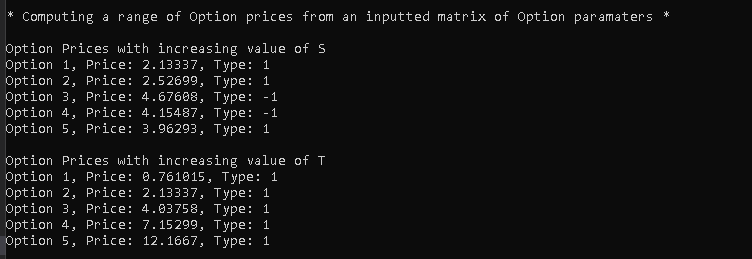 * Computing a range of Option prices from an inputted matrix of Option paramaters *
Option Prices with increasing value of S
Option 1, Price: 2.13337, Type: 1
Option 2, Price: 2.52699, Type: 1
Option 3, Price: 4.67608, Type: -1
Option 4, Price: 4.15487, Type: -1
Option 5, Price: 3.96293, Type: 1
Option Prices with increasing value of T
Option 1, Price: 0.761015, Type: 1
Option 2, Price: 2.13337, Type: 1
Option 3, Price: 4.03758, Type: 1
Option 4, Price: 7.15299, Type: 1
Option 5, Price: 12.1667, Type: 1